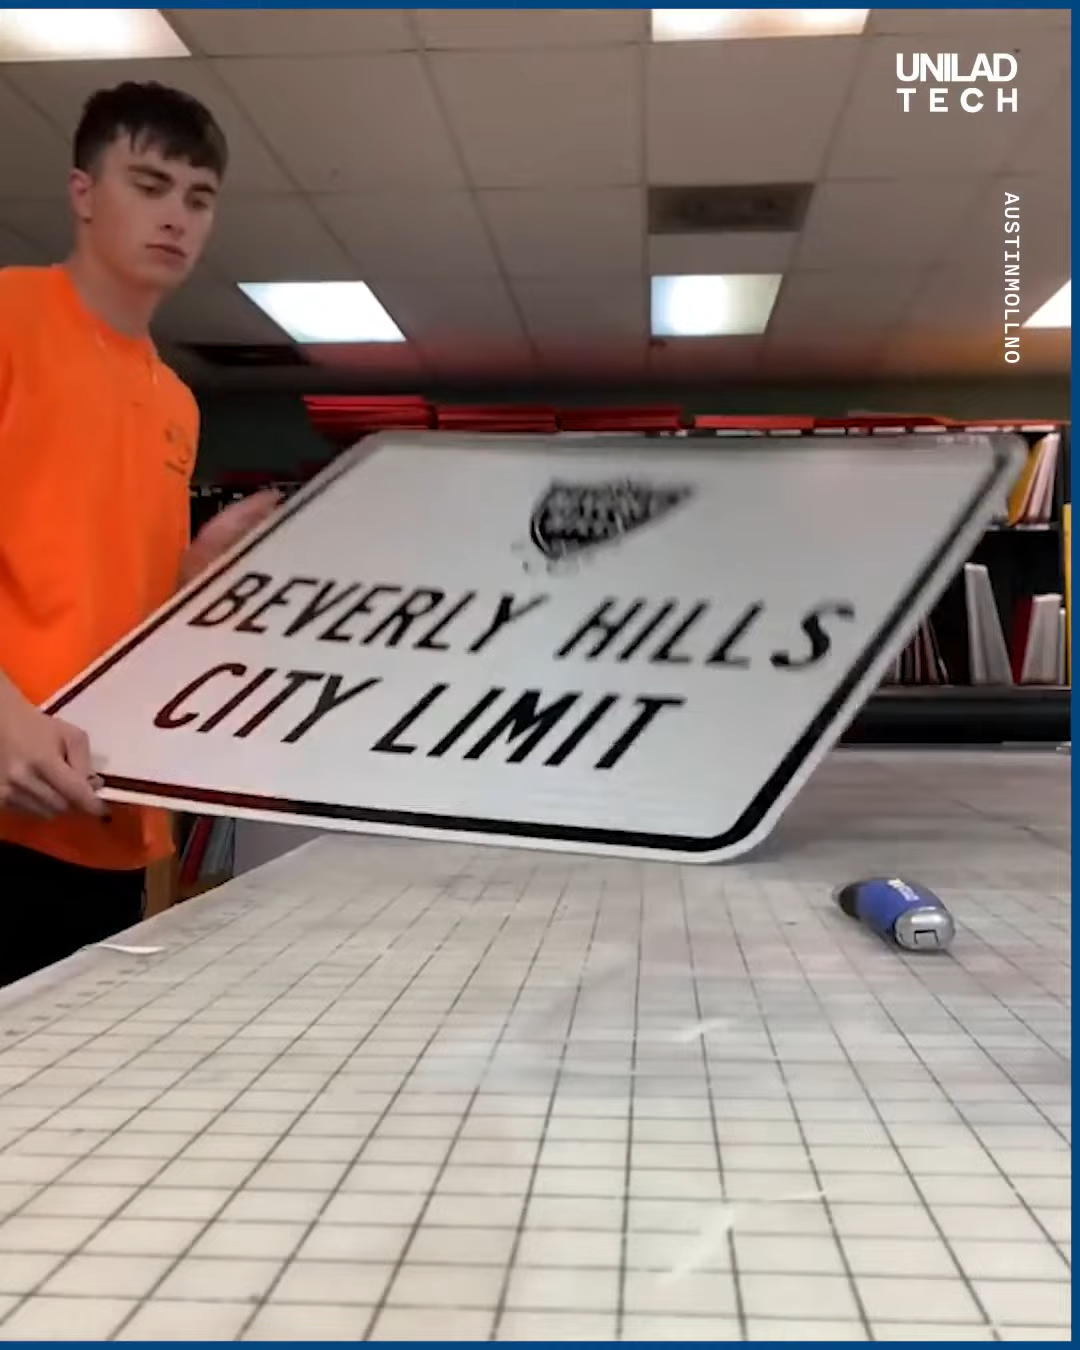 UNILAD
TECH
AUSTINMOLLNO
BEVERLY HILLS
CITY LIMIT